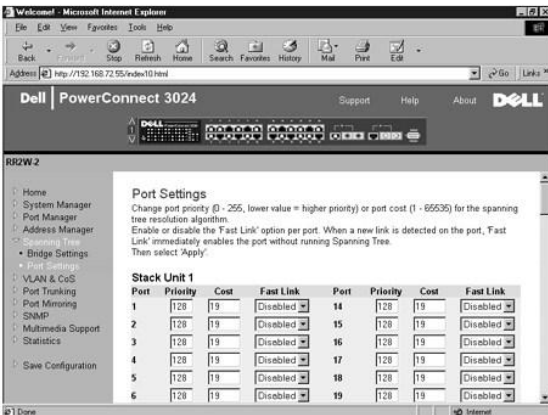 Welcome! - Microsoft Internet Explorer
File Edit View Favorites Tools Help
Back Forward Stop Refresh Home Search Favorites History Mail Print Edit
Address http://192.168.72.55/index10.html Go Links »
Dell PowerConnect 3024 Support Help About DELL
DELL
RR2W-2
Home
System Manager
Port Manager
Address Manager
Spanning Tree
• Bridge Settings
• Port Settings
VLAN & CoS
Port Trunking
Port Mirroring
SNMP
Multimedia Support
Statistics
Save Configuration
Port Settings
Change port priority (0 - 255, lower value = higher priority) or port cost (1 - 65535) for the spanning
tree resolution algorithm.
Enable or disable the 'Fast Link' option per port. When a new link is detected on the port, 'Fast
Link' immediately enables the port without running Spanning Tree.
Then select 'Apply'.
Stack Unit 1
Port Priority Cost Fast Link Port Priority Cost Fast Link
1 128 19 Disabled 14 128 19 Disabled
2 128 19 Disabled 15 128 19 Disabled
3 128 19 Disabled 16 128 19 Disabled
4 128 19 Disabled 17 128 19 Disabled
5 128 19 Disabled 18 128 19 Disabled
6 128 19 Disabled 19 128 19 Disabled
Done Internet